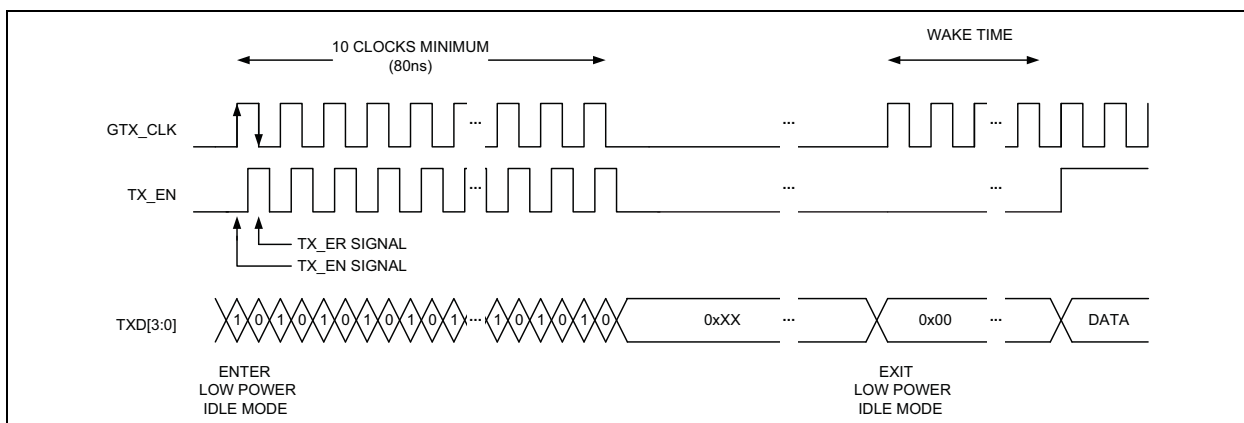 10 CLOCKS MINIMUM
(80ns)
WAKE TIME
GTX_CLK
...
...
...
TX_EN
...
...
...
TX_ER SIGNAL
TX_EN SIGNAL
TXD[3:0]
1 0 1 0 1 0 1 0 1 0 1 ... 1 0 1 0 1 0
0xXX
...
0x00
...
DATA
ENTER
LOW POWER
IDLE MODE
EXIT
LOW POWER
IDLE MODE